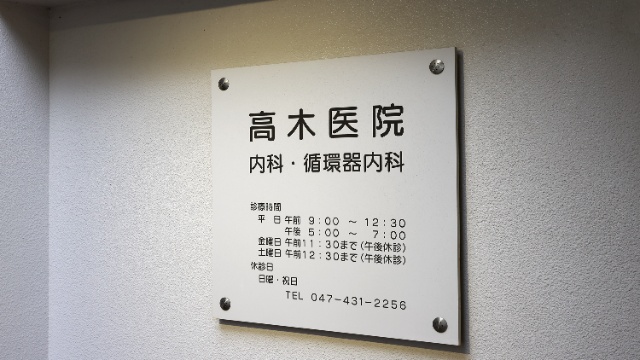 高木医院
内科・循環器内科
診療時間
平 日 午前 9:00 ～ 12:30
午後 5:00 ～ 7:00
金曜日 午前11:30まで(午後休診)
土曜日 午前12:30まで(午後休診)
休診日
日曜・祝日
TEL 047-431-2256